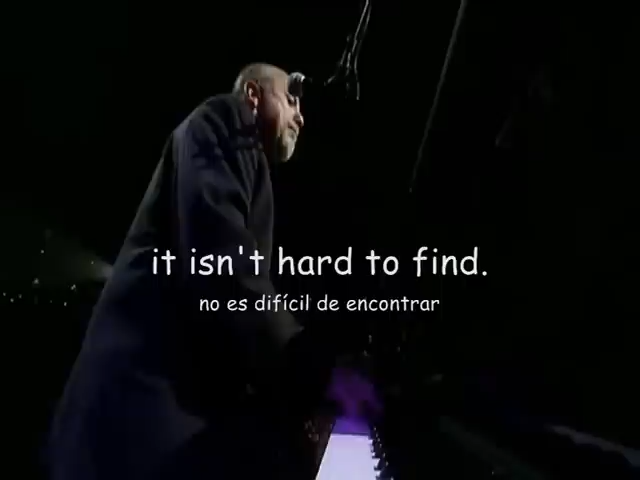 it isn't hard to find.
no es difícil de encontrar